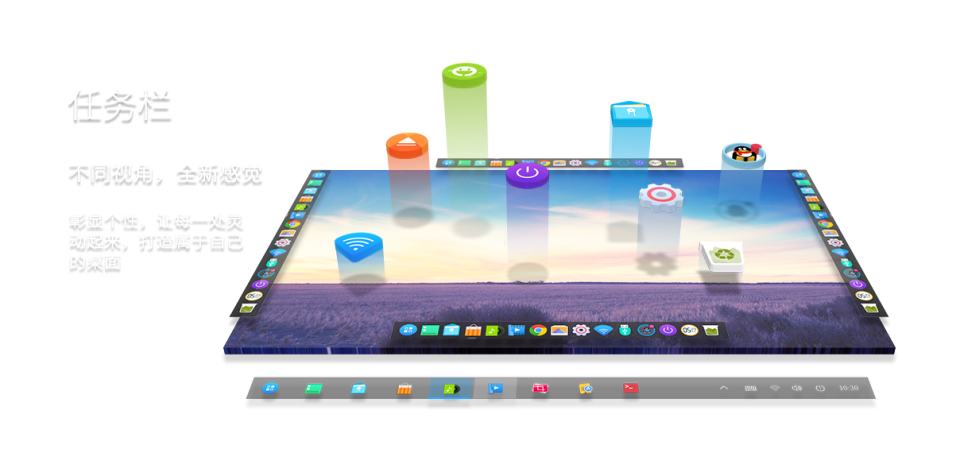 任务栏
不同视角，全新感觉
彰显个性，让每一处灵
动起来，打造属于自己
的桌面